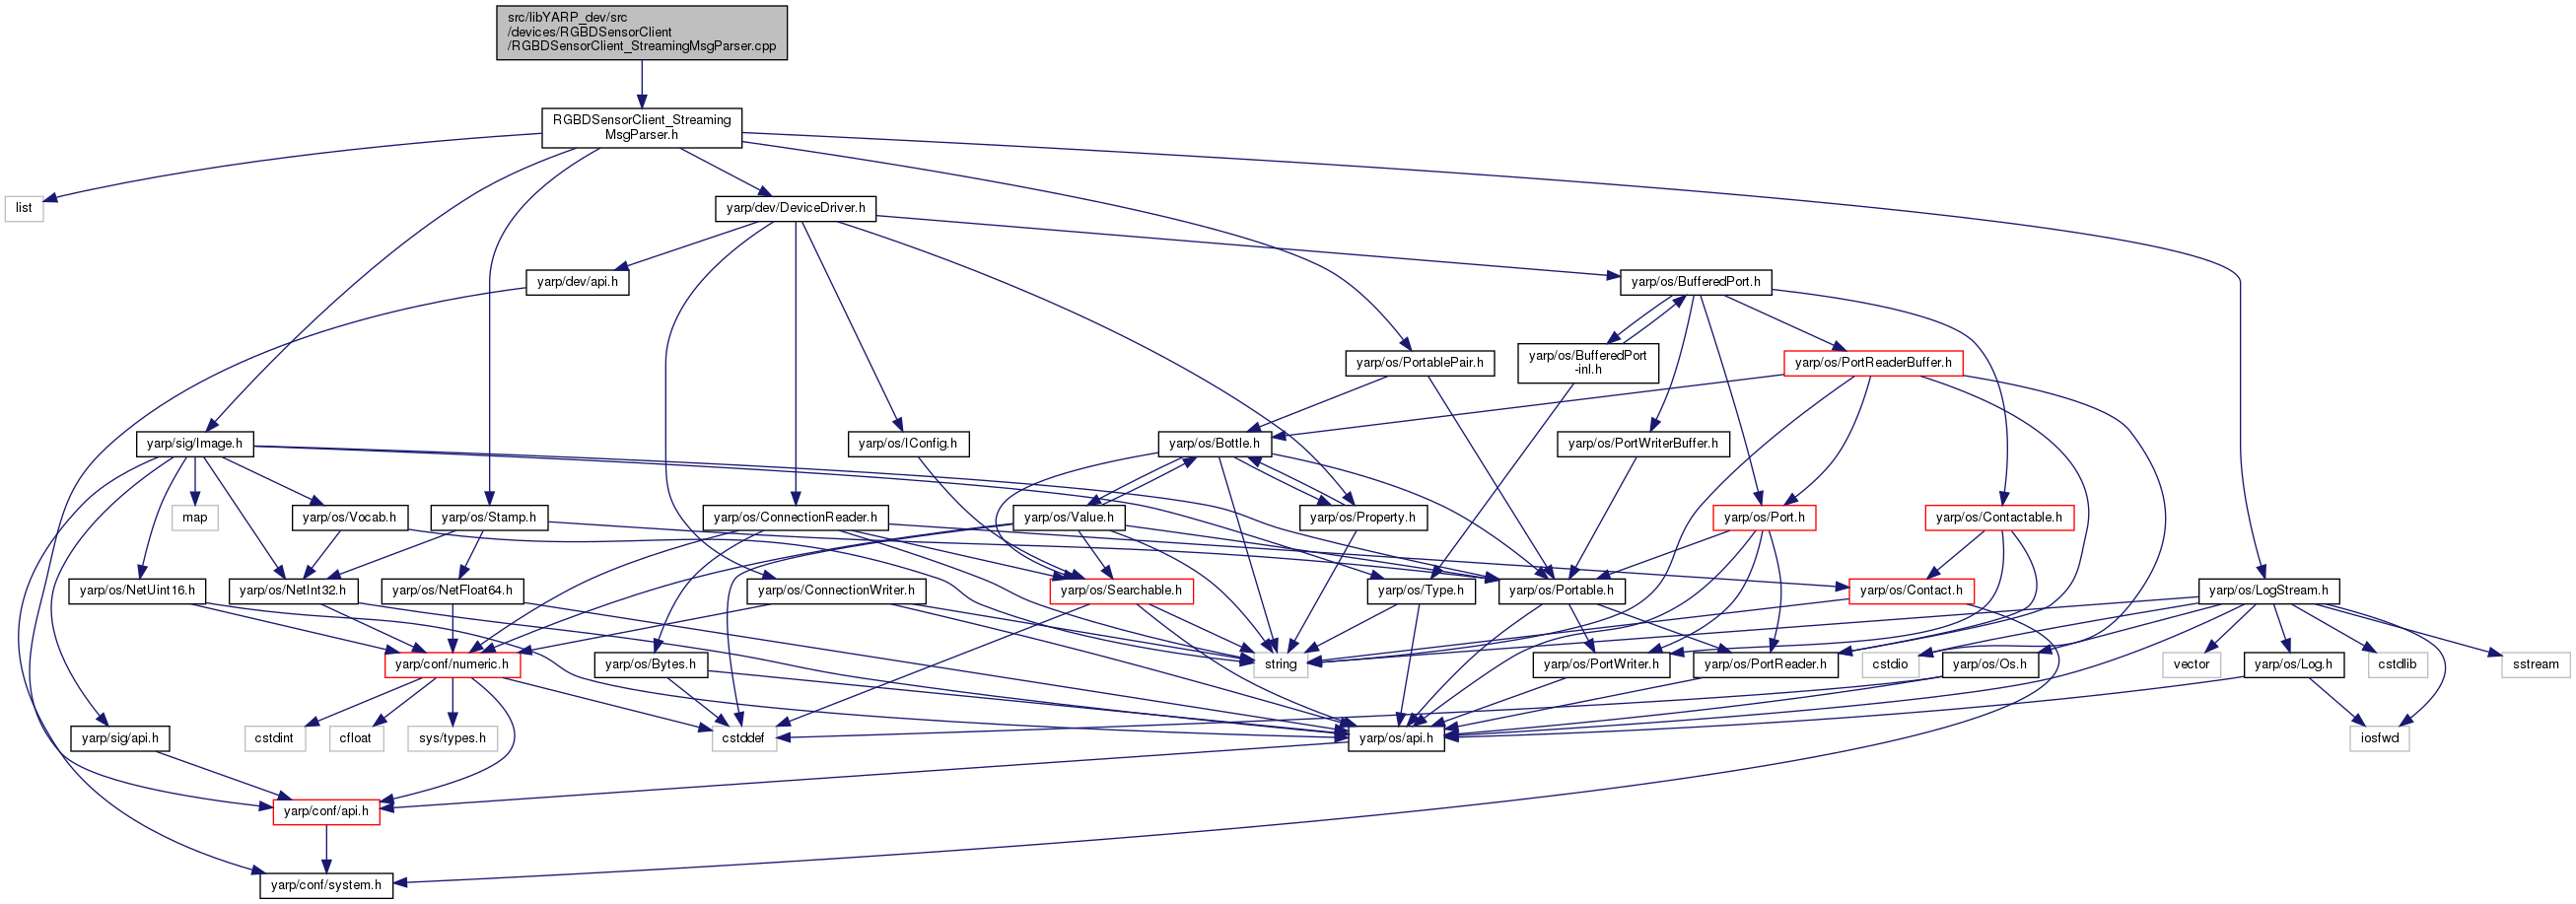 src/libYARP_dev/src
/devices/RGBDSensorClient
/RGBDSensorClient_StreamingMsgParser.cpp
RGBDSensorClient_Streaming
MsgParser.h
list
yarp/dev/DeviceDriver.h
yarp/dev/api.h
yarp/os/BufferedPort.h
yarp/os/PortablePair.h
yarp/os/BufferedPort
-inl.h
yarp/os/PortReaderBuffer.h
yarp/sig/Image.h
yarp/os/IConfig.h
yarp/os/Bottle.h
yarp/os/PortWriterBuffer.h
map
yarp/os/Vocab.h
yarp/os/Stamp.h
yarp/os/ConnectionReader.h
yarp/os/Value.h
yarp/os/Property.h
yarp/os/Port.h
yarp/os/Contactable.h
yarp/os/NetUint16.h
yarp/os/NetInt32.h
yarp/os/NetFloat64.h
yarp/os/ConnectionWriter.h
yarp/os/Searchable.h
yarp/os/Type.h
yarp/os/Portable.h
yarp/os/Contact.h
yarp/os/LogStream.h
yarp/conf/numeric.h
yarp/os/Bytes.h
string
yarp/os/PortWriter.h
yarp/os/PortReader.h
cstdio
yarp/os/Os.h
vector
yarp/os/Log.h
cstdlib
sstream
yarp/sig/api.h
cstdint
cfloat
sys/types.h
cstddef
yarp/os/api.h
iosfwd
yarp/conf/api.h
yarp/conf/system.h